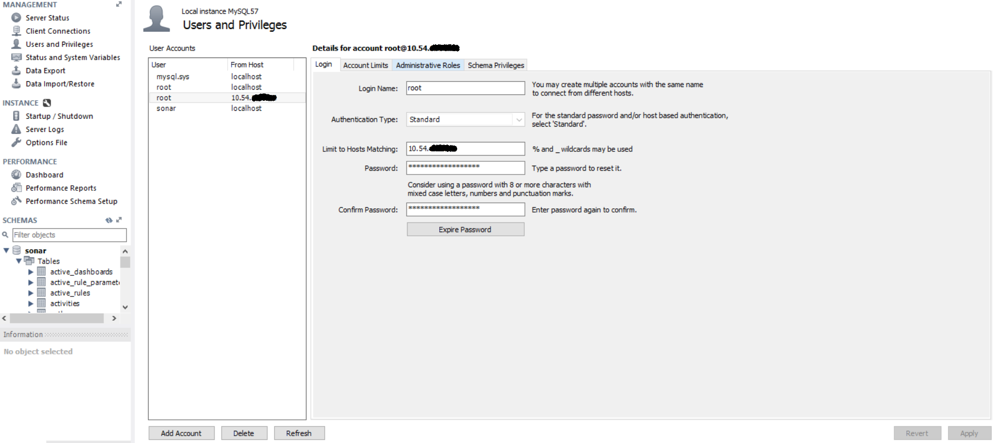 MANAGEMENT
Server Status
Client Connections
Users and Privileges
Status and System Variables
Data Export
Data Import/Restore
INSTANCE
Startup / Shutdown
Server Logs
Options File
PERFORMANCE
Dashboard
Performance Reports
Performance Schema Setup
SCHEMAS
Filter objects
sonar
Tables
active_dashboards
active_rule_paramet
active_rules
activities
Information
No object selected
Local instance MySQL57
Users and Privileges
User Accounts
User From Host
mysql.sys localhost
root localhost
root 10.54.
sonar localhost
Add Account Delete Refresh
Details for account root@10.54.
Login Account Limits Administrative Roles Schema Privileges
Login Name: root
You may create multiple accounts with the same name
to connect from different hosts.
Authentication Type: Standard
For the standard password and/or host based authentication,
select 'Standard'.
Limit to Hosts Matching: 10.54. % and _ wildcards may be used
Password: ****************** Type a password to reset it.
Consider using a password with 8 or more characters with
mixed case letters, numbers and punctuation marks.
Confirm Password: ****************** Enter password again to confirm.
Expire Password
Revert Apply